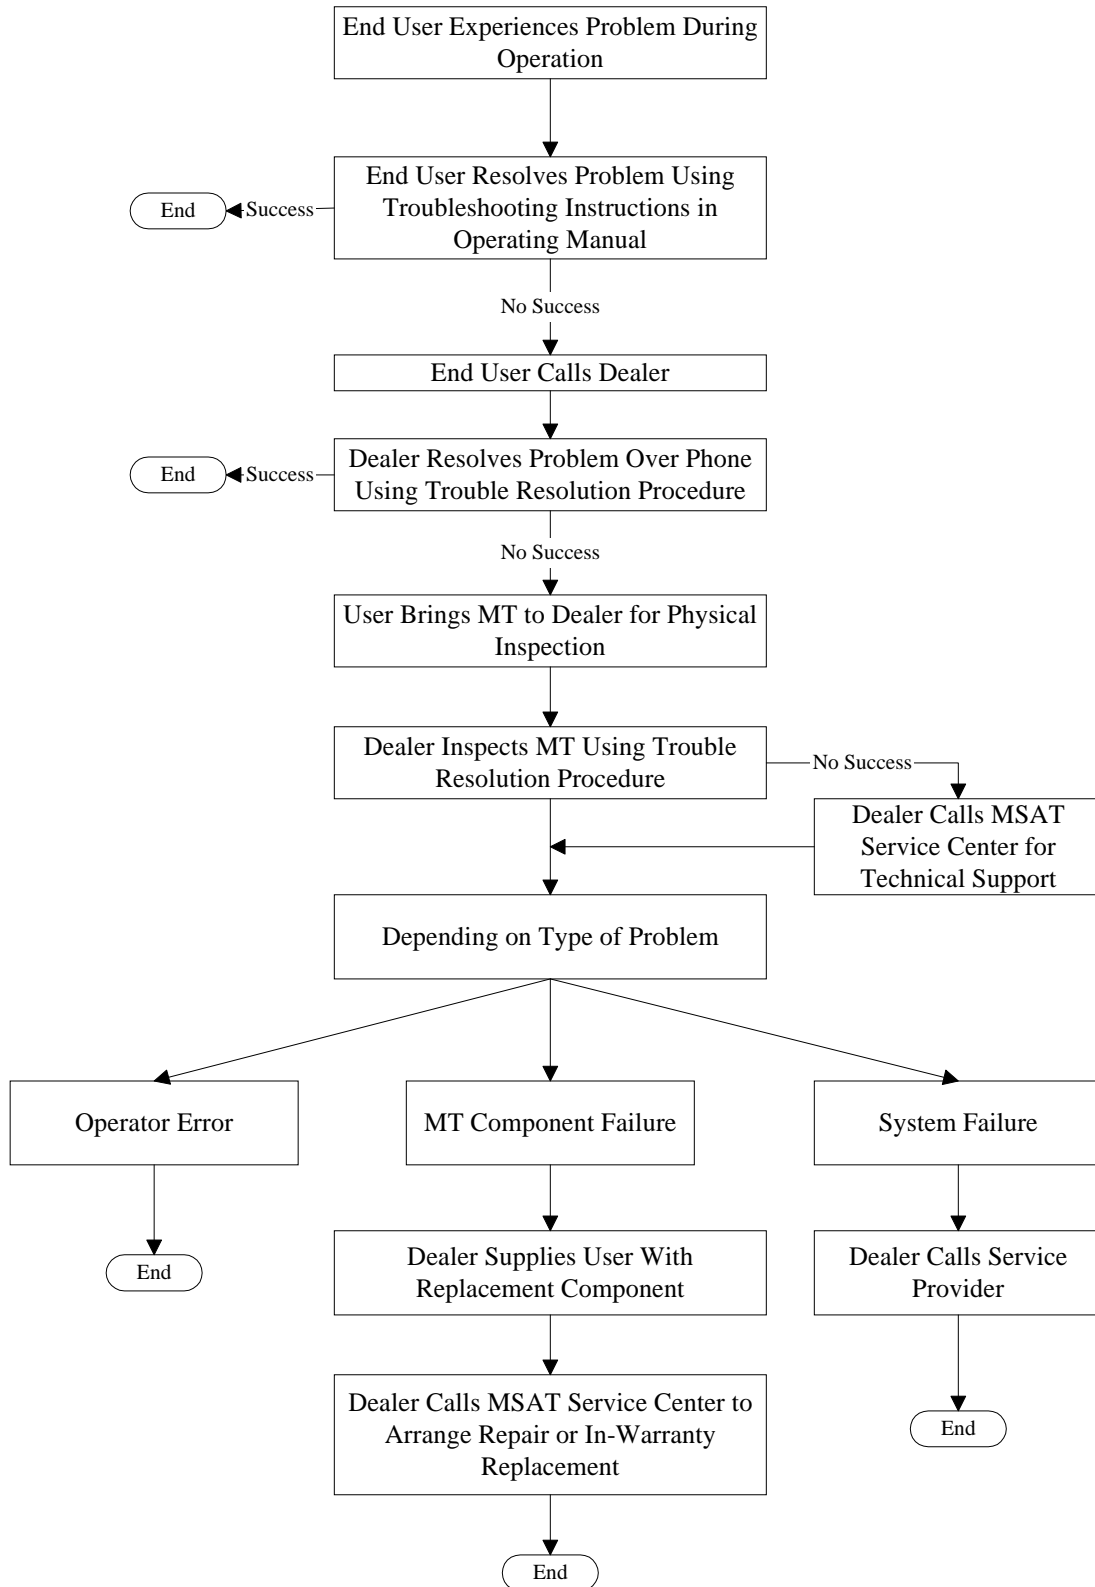 End User Experiences Problem During
Operation
End User Resolves Problem Using
Troubleshooting Instructions in
Operating Manual
End
Success
No Success
End User Calls Dealer
Dealer Resolves Problem Over Phone
Using Trouble Resolution Procedure
End
Success
No Success
User Brings MT to Dealer for Physical
Inspection
Dealer Inspects MT Using Trouble
Resolution Procedure
No Success
Dealer Calls MSAT
Service Center for
Technical Support
Depending on Type of Problem
Operator Error
MT Component Failure
System Failure
End
Dealer Supplies User With
Replacement Component
Dealer Calls Service
Provider
Dealer Calls MSAT Service Center to
Arrange Repair or In-Warranty
Replacement
End
End